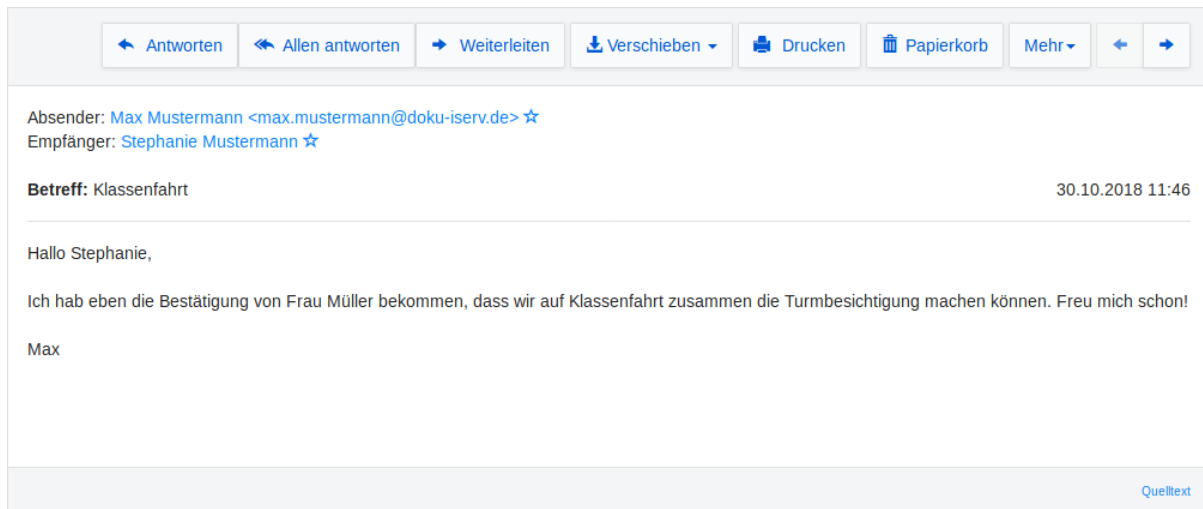 Antworten Allen antworten Weiterleiten Verschieben Drucken Papierkorb Mehr
Absender: Max Mustermann <max.mustermann@doku-iserv.de>
Empfänger: Stephanie Mustermann
Betreff: Klassenfahrt 30.10.2018 11:46
Hallo Stephanie,
Ich hab eben die Bestätigung von Frau Müller bekommen, dass wir auf Klassenfahrt zusammen die Turmbesichtigung machen können. Freu mich schon!
Max
Quelltext